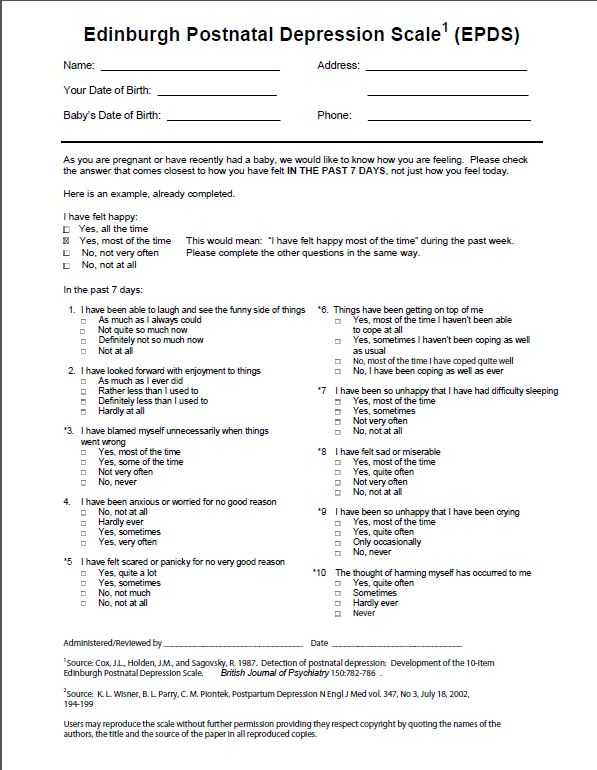 Edinburgh Postnatal Depression Scale1 (EPDS)
Name: ______________________________ Address: ___________________________
Your Date of Birth: ____________________ ___________________________
Baby's Date of Birth: ___________________ Phone: ___________________________
As you are pregnant or have recently had a baby, we would like to know how you are feeling. Please check
the answer that comes closest to how you have felt IN THE PAST 7 DAYS, not just how you feel today.
Here is an example, already completed.
I have felt happy:
☐ Yes, all the time
☒ Yes, most of the time This would mean: "I have felt happy most of the time" during the past week.
☐ No, not very often Please complete the other questions in the same way.
☐ No, not at all
In the past 7 days:
1. I have been able to laugh and see the funny side of things
☐ As much as I always could
☐ Not quite so much now
☐ Definitely not so much now
☐ Not at all
2. I have looked forward with enjoyment to things
☐ As much as I ever did
☐ Rather less than I used to
☐ Definitely less than I used to
☐ Hardly at all
*3. I have blamed myself unnecessarily when things
went wrong
☐ Yes, most of the time
☐ Yes, some of the time
☐ Not very often
☐ No, never
4. I have been anxious or worried for no good reason
☐ No, not at all
☐ Hardly ever
☐ Yes, sometimes
☐ Yes, very often
*5 I have felt scared or panicky for no very good reason
☐ Yes, quite a lot
☐ Yes, sometimes
☐ No, not much
☐ No, not at all
*6. Things have been getting on top of me
☐ Yes, most of the time I haven't been able
to cope at all
☐ Yes, sometimes I haven't been coping as well
as usual
☐ No, most of the time I have coped quite well
☐ No, I have been coping as well as ever
*7 I have been so unhappy that I have had difficulty sleeping
☐ Yes, most of the time
☐ Yes, sometimes
☐ Not very often
☐ No, not at all
*8 I have felt sad or miserable
☐ Yes, most of the time
☐ Yes, quite often
☐ Not very often
☐ No, not at all
*9 I have been so unhappy that I have been crying
☐ Yes, most of the time
☐ Yes, quite often
☐ Only occasionally
☐ No, never
*10 The thought of harming myself has occurred to me
☐ Yes, quite often
☐ Sometimes
☐ Hardly ever
☐ Never
Administered/Reviewed by ______________________________ Date ____________________________
1Source: Cox, J.L., Holden, J.M., and Sagovsky, R. 1987. Detection of postnatal depression: Development of the 10-item
Edinburgh Postnatal Depression Scale. British Journal of Psychiatry 150:782-786 .
2Source: K. L. Wisner, B. L. Parry, C. M. Piontek, Postpartum Depression N Engl J Med vol. 347, No 3, July 18, 2002,
194-199
Users may reproduce the scale without further permission providing they respect copyright by quoting the names of the
authors, the title and the source of the paper in all reproduced copies.